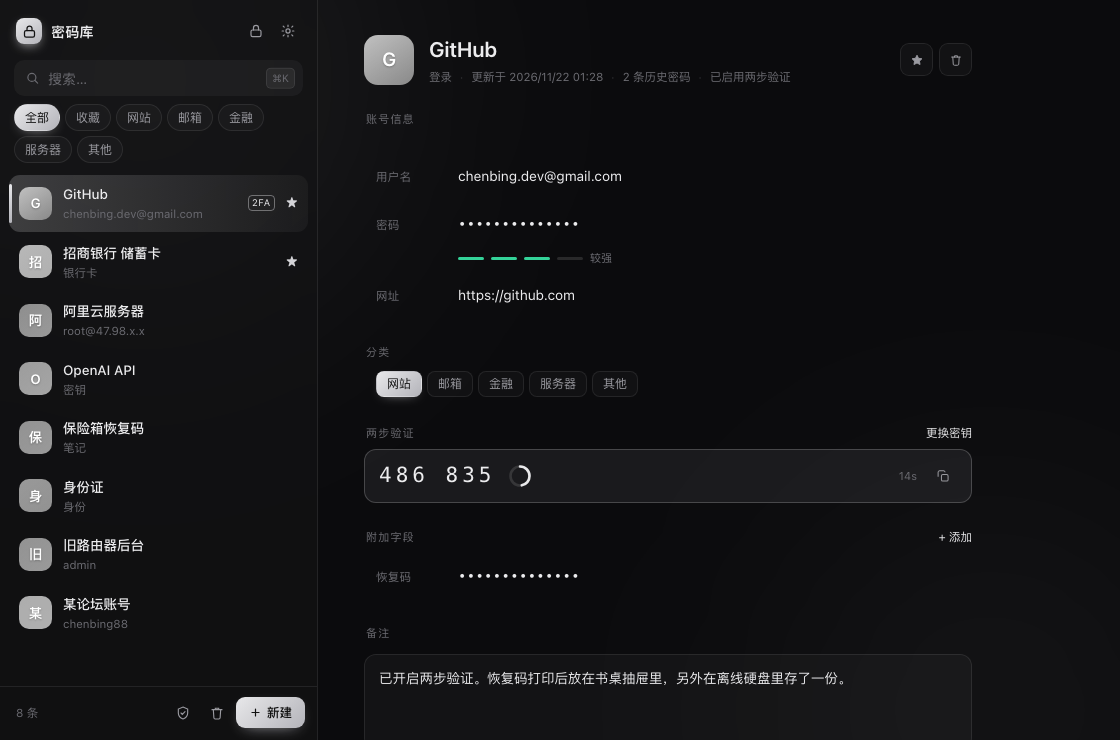 密码库
搜索...
⌘K
全部 收藏 网站 邮箱 金融
服务器 其他
G
GitHub
chenbing.dev@gmail.com
2FA
招
招商银行 储蓄卡
银行卡
阿
阿里云服务器
root@47.98.x.x
O
OpenAI API
密钥
保
保险箱恢复码
笔记
身
身份证
身份
旧
旧路由器后台
admin
某
某论坛账号
chenbing88
8 条
+ 新建
G
GitHub
登录 · 更新于 2026/11/22 01:28 · 2 条历史密码 · 已启用两步验证
账号信息
用户名 chenbing.dev@gmail.com
密码 ••••••••••••••
较强
网址 https://github.com
分类
网站 邮箱 金融 服务器 其他
两步验证 更换密钥
486 835 14s
附加字段 + 添加
恢复码 ••••••••••••••
备注
已开启两步验证。恢复码打印后放在书桌抽屉里，另外在离线硬盘里存了一份。